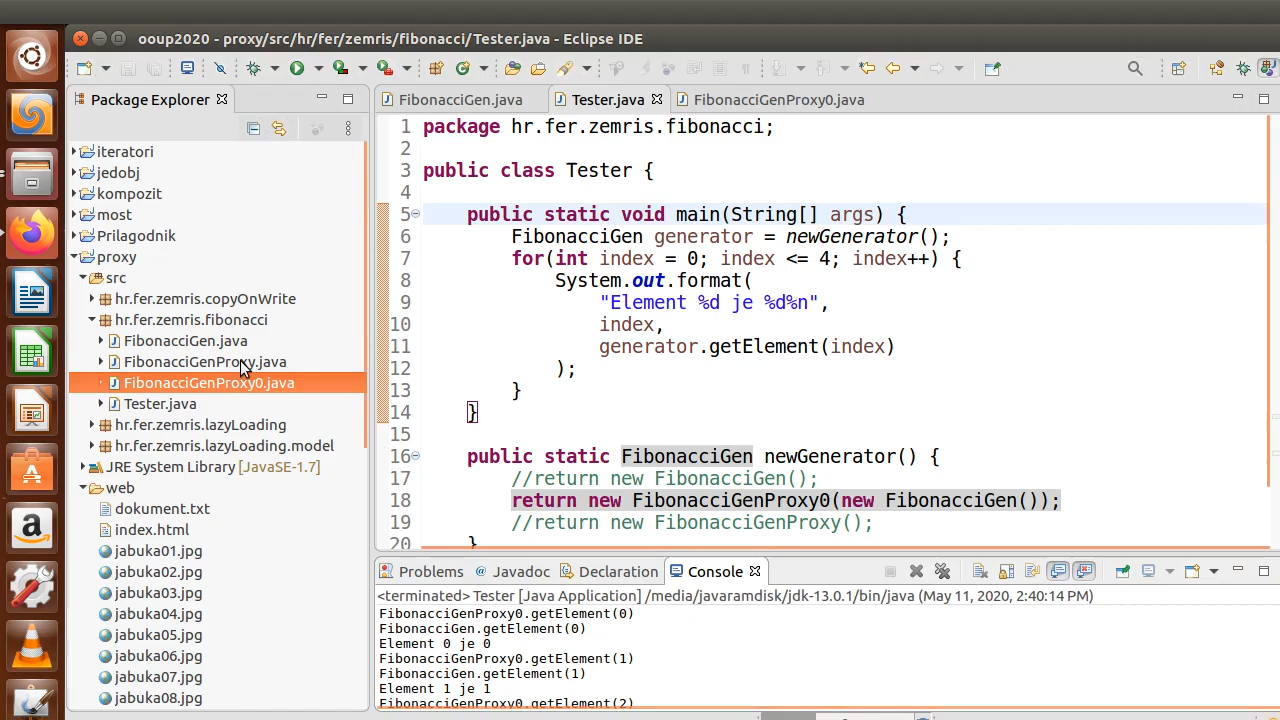 ooup2020 - proxy/src/hr/fer/zemris/fibonacci/Tester.java - Eclipse IDE
Package Explorer
iteratori
jedobj
kompozit
most
Prilagodnik
proxy
src
hr.fer.zemris.copyOnWrite
hr.fer.zemris.fibonacci
FibonacciGen.java
FibonacciGenProxy.java
FibonacciGenProxy0.java
Tester.java
hr.fer.zemris.lazyLoading
hr.fer.zemris.lazyLoading.model
JRE System Library [JavaSE-1.7]
web
dokument.txt
index.html
jabuka01.jpg
jabuka02.jpg
jabuka03.jpg
jabuka04.jpg
jabuka05.jpg
jabuka06.jpg
jabuka07.jpg
jabuka08.jpg
FibonacciGen.java Tester.java FibonacciGenProxy0.java
1 package hr.fer.zemris.fibonacci;
2
3 public class Tester {
4
5 public static void main(String[] args) {
6 FibonacciGen generator = newGenerator();
7 for(int index = 0; index <= 4; index++) {
8 System.out.format(
9 "Element %d je %d%n",
10 index,
11 generator.getElement(index)
12 );
13 }
14 }
15
16 public static FibonacciGen newGenerator() {
17 //return new FibonacciGen();
18 return new FibonacciGenProxy0(new FibonacciGen());
19 //return new FibonacciGenProxy();
20 }
Problems @ Javadoc Declaration Console
<terminated> Tester [Java Application] /media/javaramdisk/jdk-13.0.1/bin/java (May 11, 2020, 2:40:14 PM)
FibonacciGenProxy0.getElement(0)
FibonacciGen.getElement(0)
Element 0 je 0
FibonacciGenProxy0.getElement(1)
FibonacciGen.getElement(1)
Element 1 je 1
FibonacciGenProxy0.getElement(2)